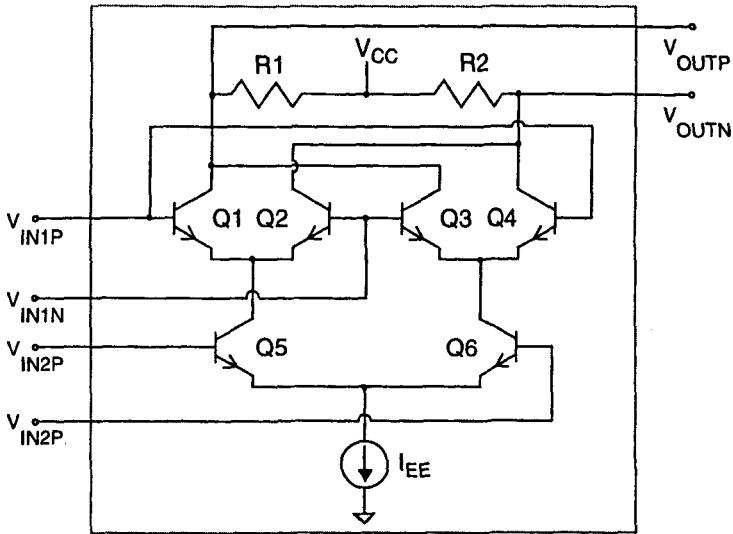 R1
V_CC
R2
V_OUTP
V_OUTN
V_IN1P
Q1
Q2
Q3
Q4
V_IN1N
V_IN2P
Q5
Q6
V_IN2P
I_EE